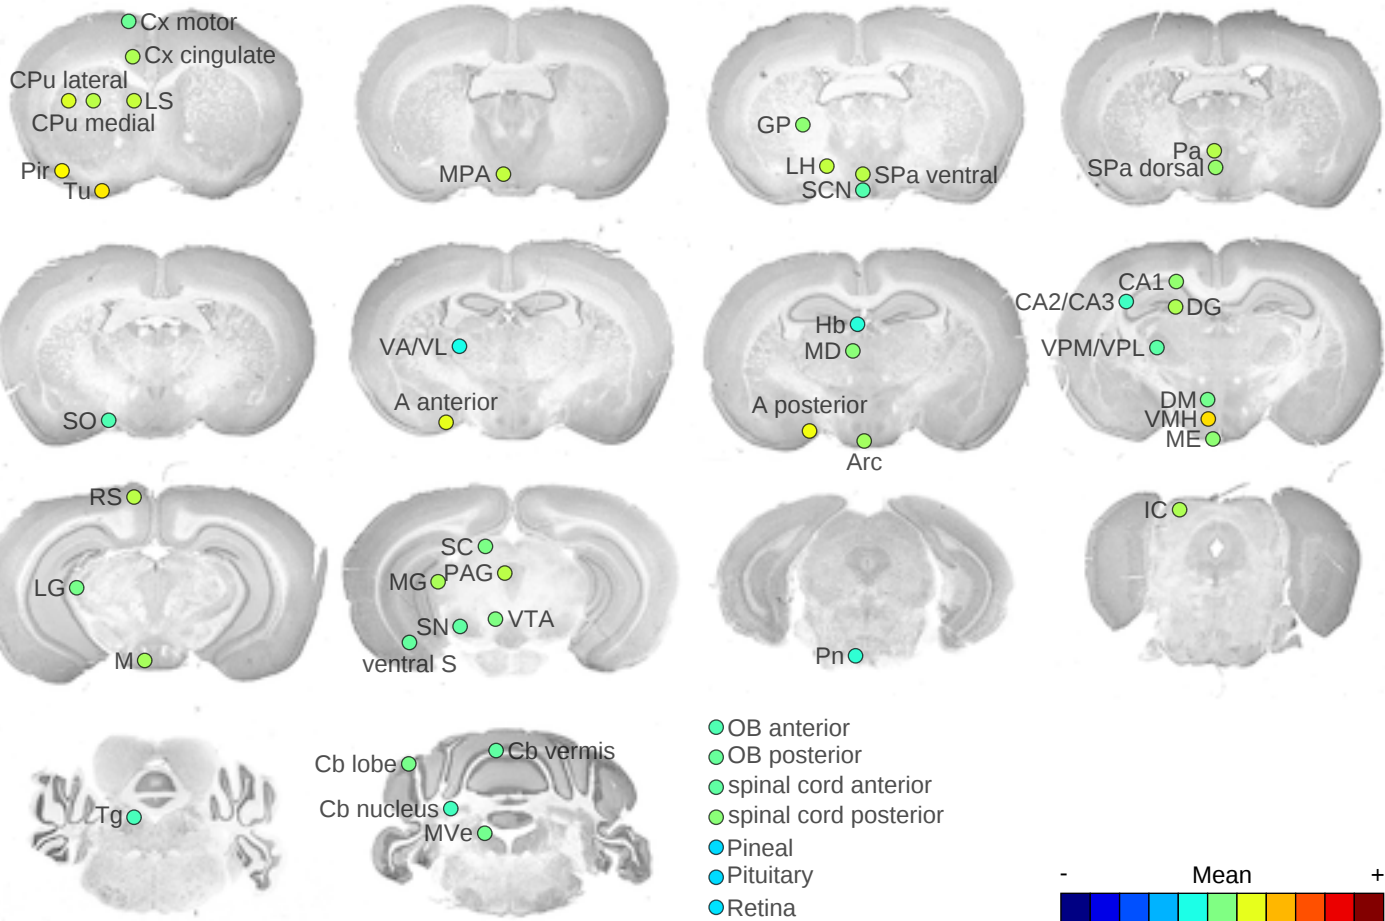 Cx motor
Cx cingulate
CPu lateral
LS
CPu medial
Pir
Tu
MPA
GP
LH
SPa ventral
SCN
Pa
SPa dorsal
SO
VA/VL
A anterior
Hb
MD
A posterior
Arc
CA1
CA2/CA3
DG
VPM/VPL
DM
VMH
ME
RS
LG
M
SC
MG
PAG
SN
VTA
ventral S
Pn
IC
Tg
Cb lobe
Cb vermis
Cb nucleus
MVe
OB anterior
OB posterior
spinal cord anterior
spinal cord posterior
Pineal
Pituitary
Retina
- Mean +